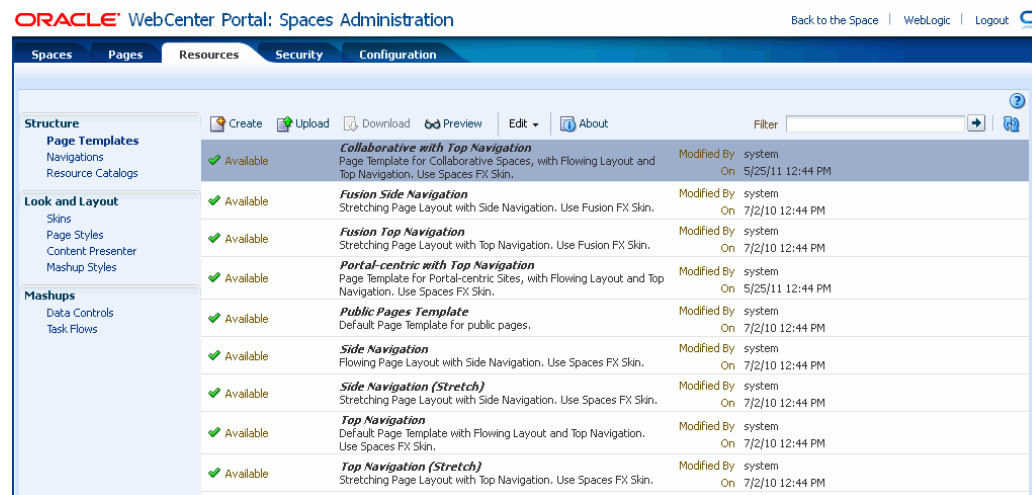 ORACLE WebCenter Portal: Spaces Administration
Back to the Space | WebLogic | Logout
Spaces Pages Resources Security Configuration
Structure
Page Templates
Navigations
Resource Catalogs
Look and Layout
Skins
Page Styles
Content Presenter
Mashup Styles
Mashups
Data Controls
Task Flows
Create Upload Download Preview Edit About Filter
Available
Collaborative with Top Navigation
Page Template for Collaborative Spaces, with Flowing Layout and
Top Navigation. Use Spaces FX Skin.
Modified By system
On 5/25/11 12:44 PM
Available
Fusion Side Navigation
Stretching Page Layout with Side Navigation. Use Fusion FX Skin.
Modified By system
On 7/2/10 12:44 PM
Available
Fusion Top Navigation
Stretching Page Layout with Top Navigation. Use Fusion FX Skin.
Modified By system
On 7/2/10 12:44 PM
Available
Portal-centric with Top Navigation
Page Template for Portal-centric Sites, with Flowing Layout and Top
Navigation. Use Spaces FX Skin.
Modified By system
On 5/25/11 12:44 PM
Available
Public Pages Template
Default Page Template for public pages.
Modified By system
On 7/2/10 12:44 PM
Available
Side Navigation
Flowing Page Layout with Side Navigation. Use Spaces FX Skin.
Modified By system
On 7/2/10 12:44 PM
Available
Side Navigation (Stretch)
Stretching Page Layout with Side Navigation. Use Spaces FX Skin.
Modified By system
On 7/2/10 12:44 PM
Available
Top Navigation
Default Page Template with Flowing Layout and Top Navigation.
Use Spaces FX Skin.
Modified By system
On 7/2/10 12:44 PM
Available
Top Navigation (Stretch)
Stretching Page Layout with Top Navigation. Use Spaces FX Skin.
Modified By system
On 7/2/10 12:44 PM